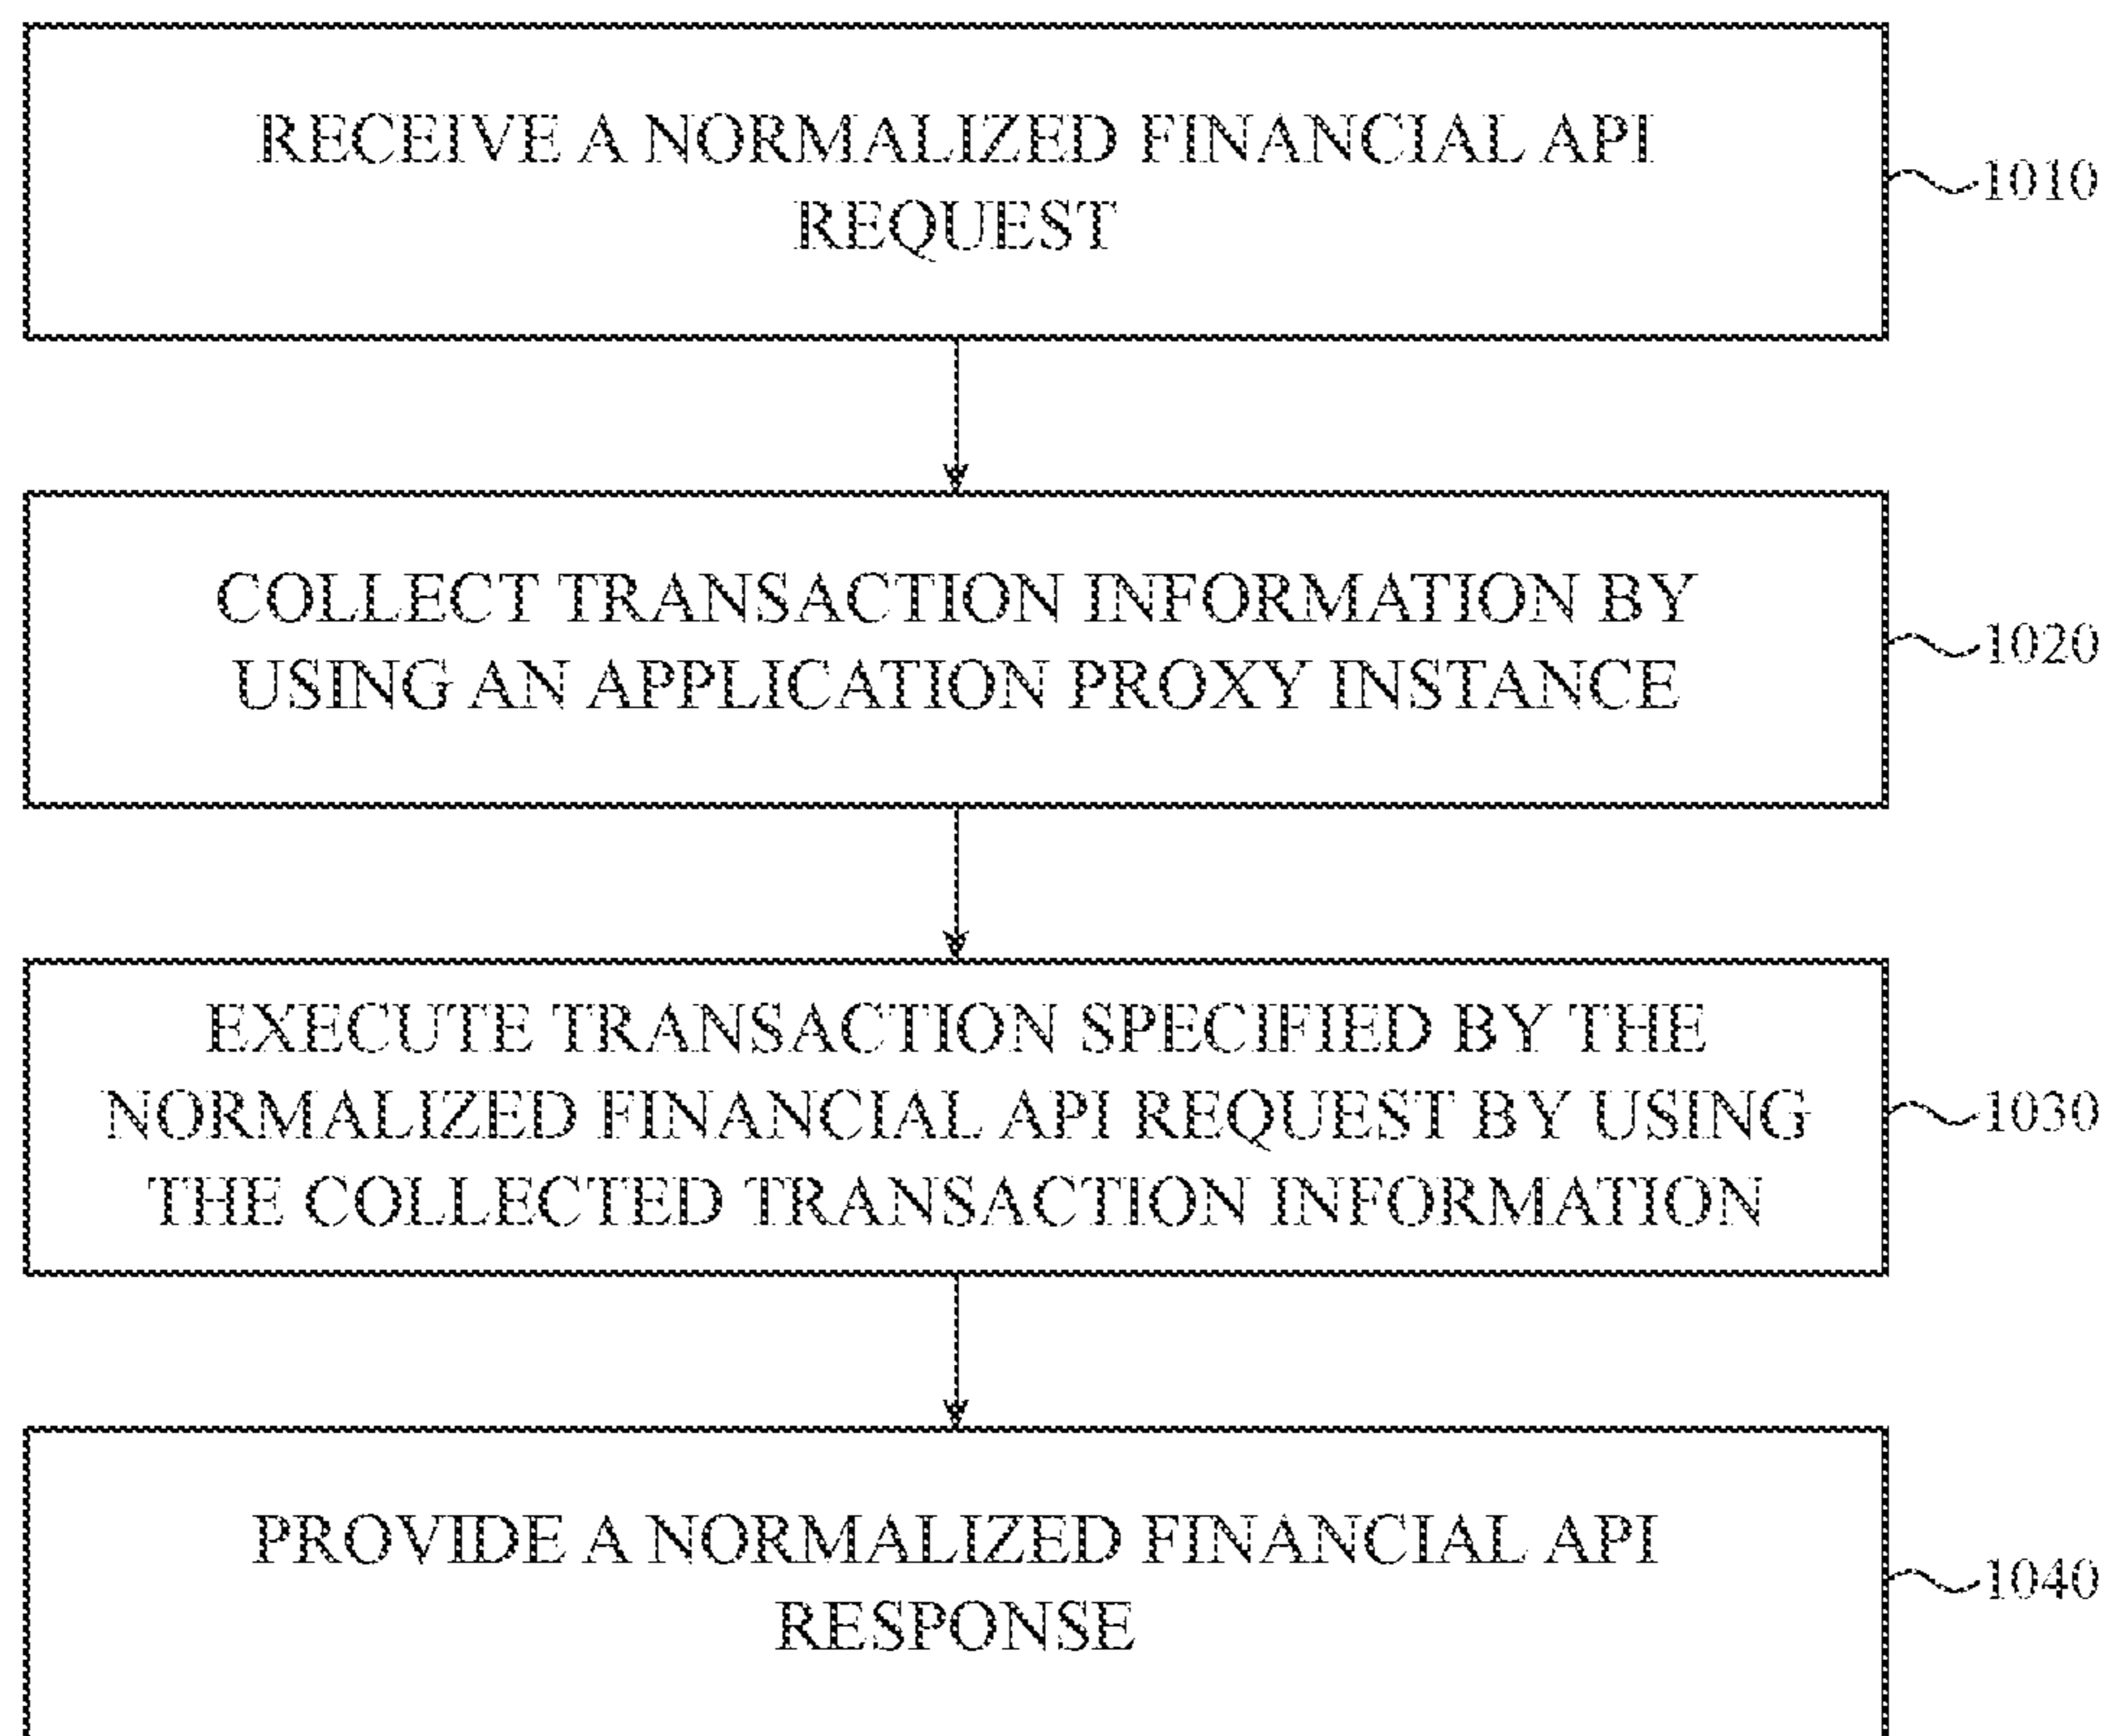 RECEIVE A NORMALIZED FINANCIAL API
REQUEST
1010
COLLECT TRANSACTION INFORMATION BY
USING AN APPLICATION PROXY INSTANCE
1020
EXECUTE TRANSACTION SPECIFIED BY THE
NORMALIZED FINANCIAL API REQUEST BY USING
THE COLLECTED TRANSACTION INFORMATION
1030
PROVIDE A NORMALIZED FINANCIAL API
RESPONSE
1040